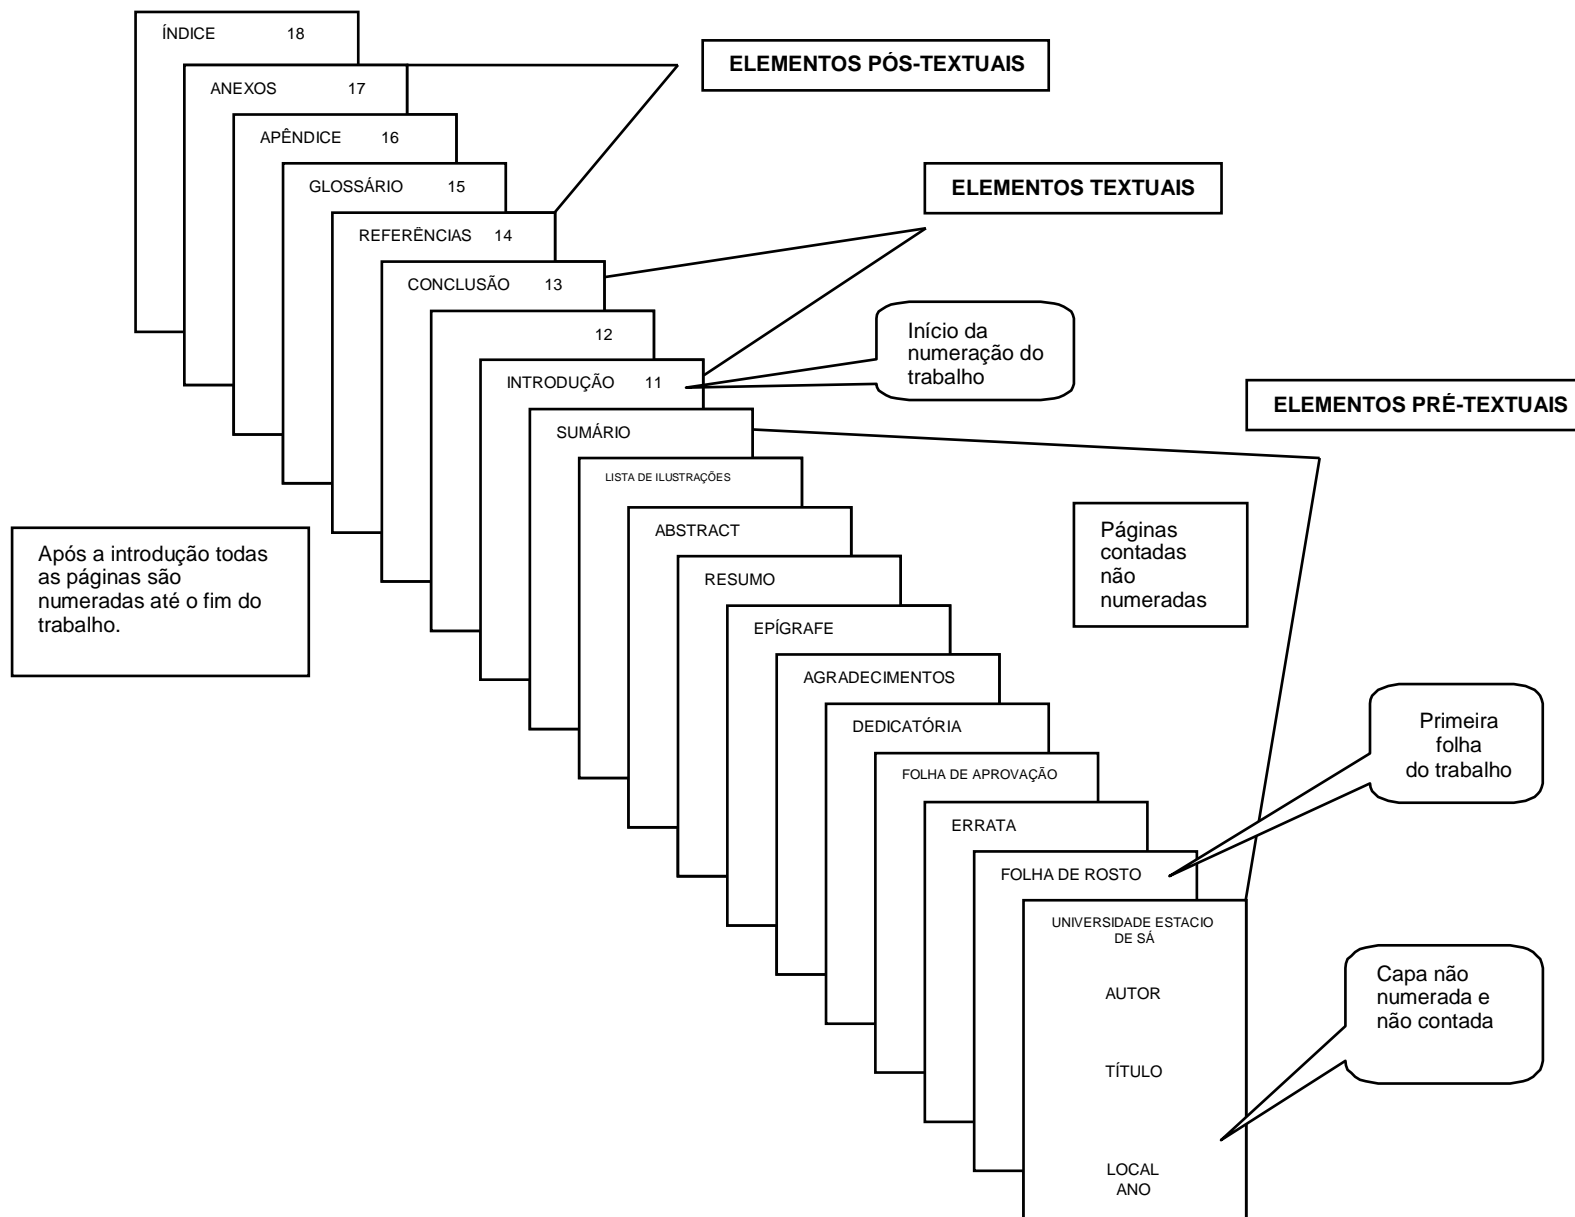 ÍNDICE 18
ELEMENTOS PÓS-TEXTUAIS
ANEXOS 17
APÊNDICE 16
GLOSSÁRIO 15
ELEMENTOS TEXTUAIS
REFERÊNCIAS 14
CONCLUSÃO 13
12
Início da
numeração do
trabalho
INTRODUÇÃO 11
ELEMENTOS PRÉ-TEXTUAIS
SUMÁRIO
LISTA DE ILUSTRAÇÕES
ABSTRACT
Páginas
contadas
não
numeradas
Após a introdução todas
as páginas são
numeradas até o fim do
trabalho.
RESUMO
EPÍGRAFE
AGRADECIMENTOS
DEDICATÓRIA
Primeira
folha
do trabalho
FOLHA DE APROVAÇÃO
ERRATA
FOLHA DE ROSTO
UNIVERSIDADE ESTACIO
DE SÁ
AUTOR
Capa não
numerada e
não contada
TÍTULO
LOCAL
ANO